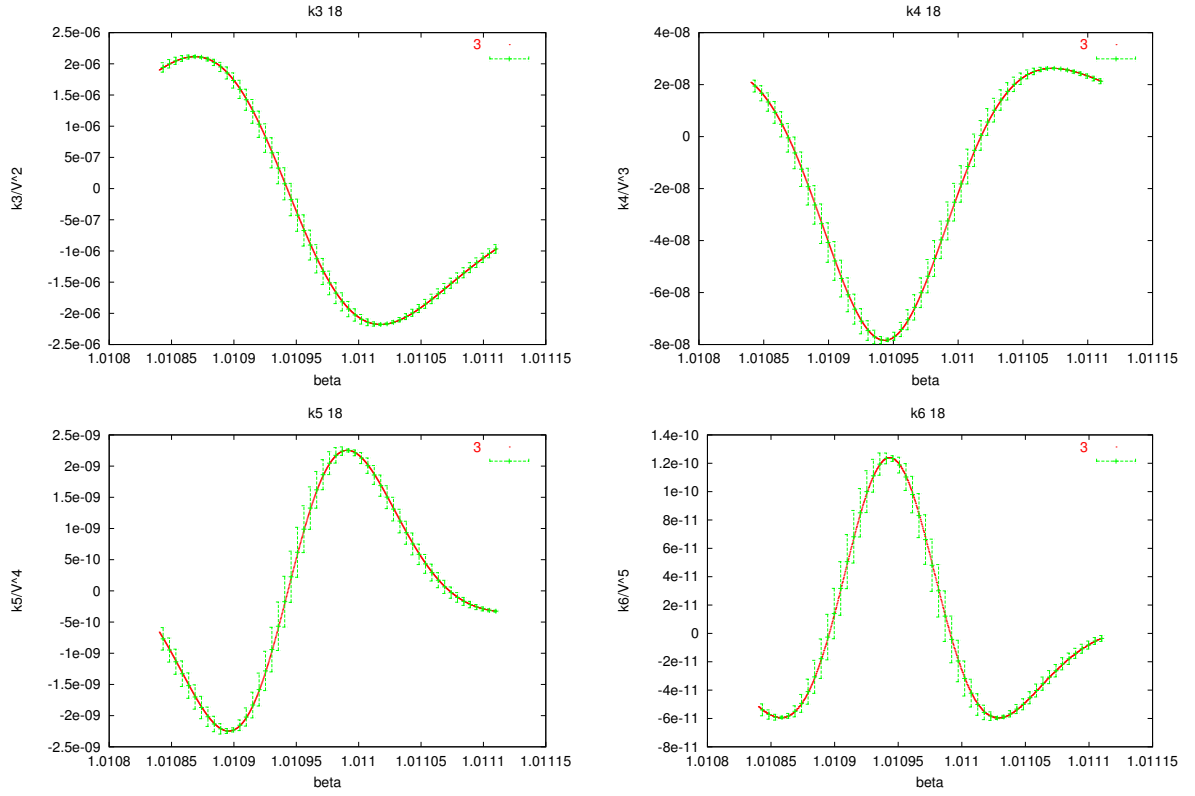 k3 18
2.5e-06
2e-06
1.5e-06
1e-06
5e-07
0
-5e-07
-1e-06
-1.5e-06
-2e-06
-2.5e-06
k3/V^2
1.0108 1.01085 1.0109 1.01095 1.011 1.01105 1.0111 1.01115
beta
3
k4 18
4e-08
2e-08
0
-2e-08
-4e-08
-6e-08
-8e-08
k4/V^3
1.0108 1.01085 1.0109 1.01095 1.011 1.01105 1.0111 1.01115
beta
3
k5 18
2.5e-09
2e-09
1.5e-09
1e-09
5e-10
0
-5e-10
-1e-09
-1.5e-09
-2e-09
-2.5e-09
k5/V^4
1.0108 1.01085 1.0109 1.01095 1.011 1.01105 1.0111 1.01115
beta
3
k6 18
1.4e-10
1.2e-10
1e-10
8e-11
6e-11
4e-11
2e-11
0
-2e-11
-4e-11
-6e-11
-8e-11
k6/V^5
1.0108 1.01085 1.0109 1.01095 1.011 1.01105 1.0111 1.01115
beta
3